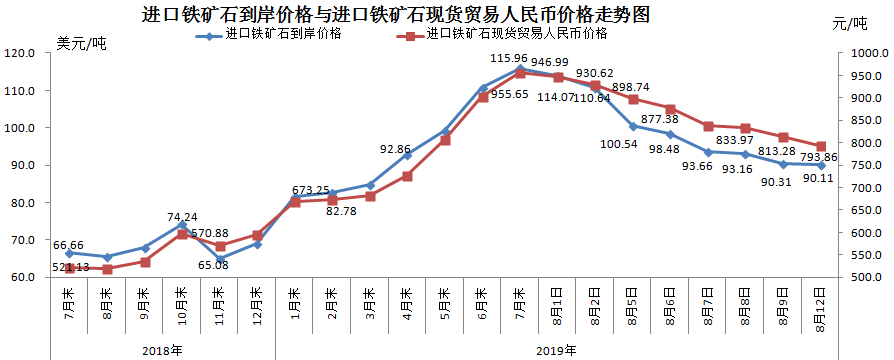 进口铁矿石到岸价格与进口铁矿石现货贸易人民币价格走势图
美元/吨
进口铁矿石到岸价格
进口铁矿石现货贸易人民币价格
元/吨
120.0
110.0
100.0
90.0
80.0
70.0
60.0
1000.0
950.0
900.0
850.0
800.0
750.0
700.0
650.0
600.0
550.0
500.0
66.66
521.13
74.24
570.88
65.08
673.25
82.78
92.86
115.96
955.65
946.99
114.07
930.62
110.64
898.74
100.54
877.38
98.48
93.66
833.97
93.16
813.28
90.31
793.86
90.11
7月末
8月末
9月末
10月末
11月末
12月末
1月末
2月末
3月末
4月末
5月末
6月末
7月末
8月1日
8月2日
8月5日
8月6日
8月7日
8月8日
8月9日
8月12日
2018年
2019年